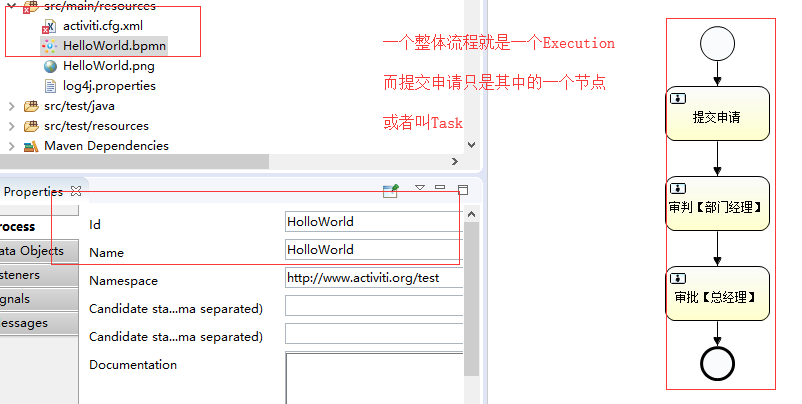 src/main/resources
activiti.cfg.xml
HelloWorld.bpmn
HelloWorld.png
log4j.properties
src/test/java
src/test/resources
Maven Dependencies
一个整体流程就是一个Execution
而提交申请只是其中的一个节点
或者叫Task
Properties
rocess
ata Objects
steners
gnals
essages
Id
HolloWorld
Name
HolloWorld
Namespace
http://www.activiti.org/test
Candidate sta...ma separated)
Candidate sta...ma separated)
Documentation
提交申请
审判【部门经理】
审批【总经理】